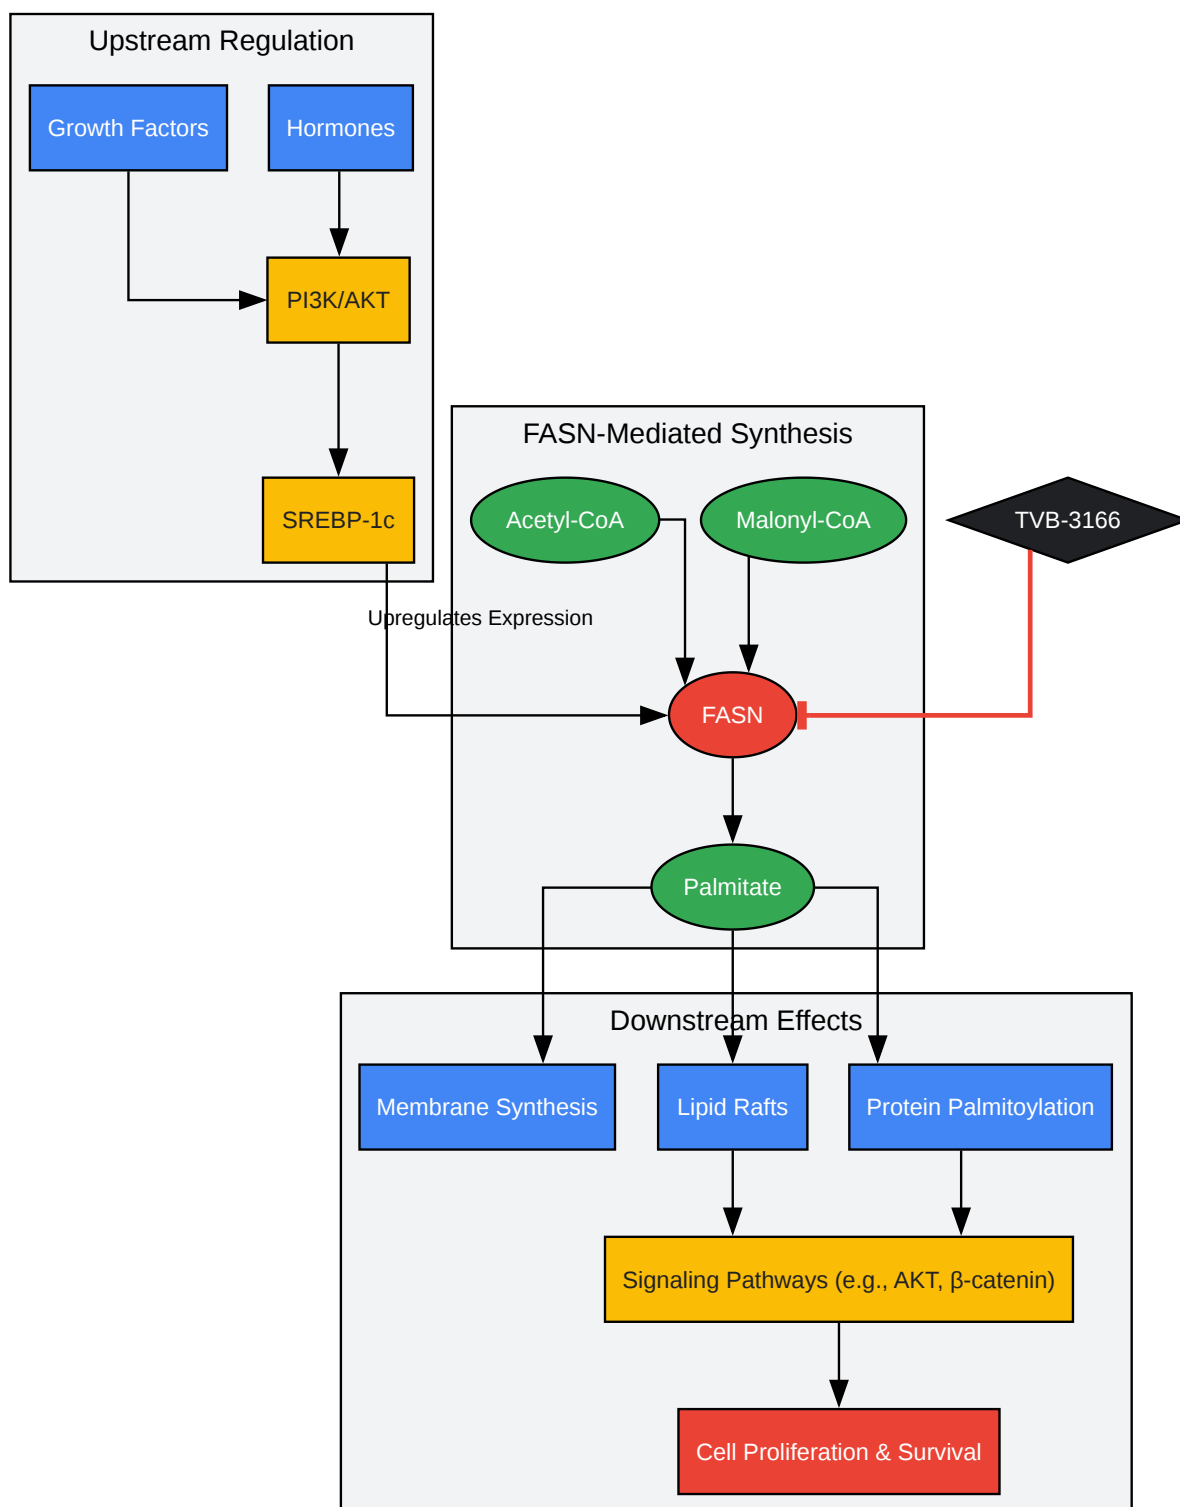 Upstream Regulation
Growth Factors
Hormones
PI3K/AKT
SREBP-1c
Upregulates Expression
FASN-Mediated Synthesis
Acetyl-CoA
Malonyl-CoA
TVB-3166
FASN
Palmitate
Downstream Effects
Membrane Synthesis
Lipid Rafts
Protein Palmitoylation
Signaling Pathways (e.g., AKT, β-catenin)
Cell Proliferation & Survival